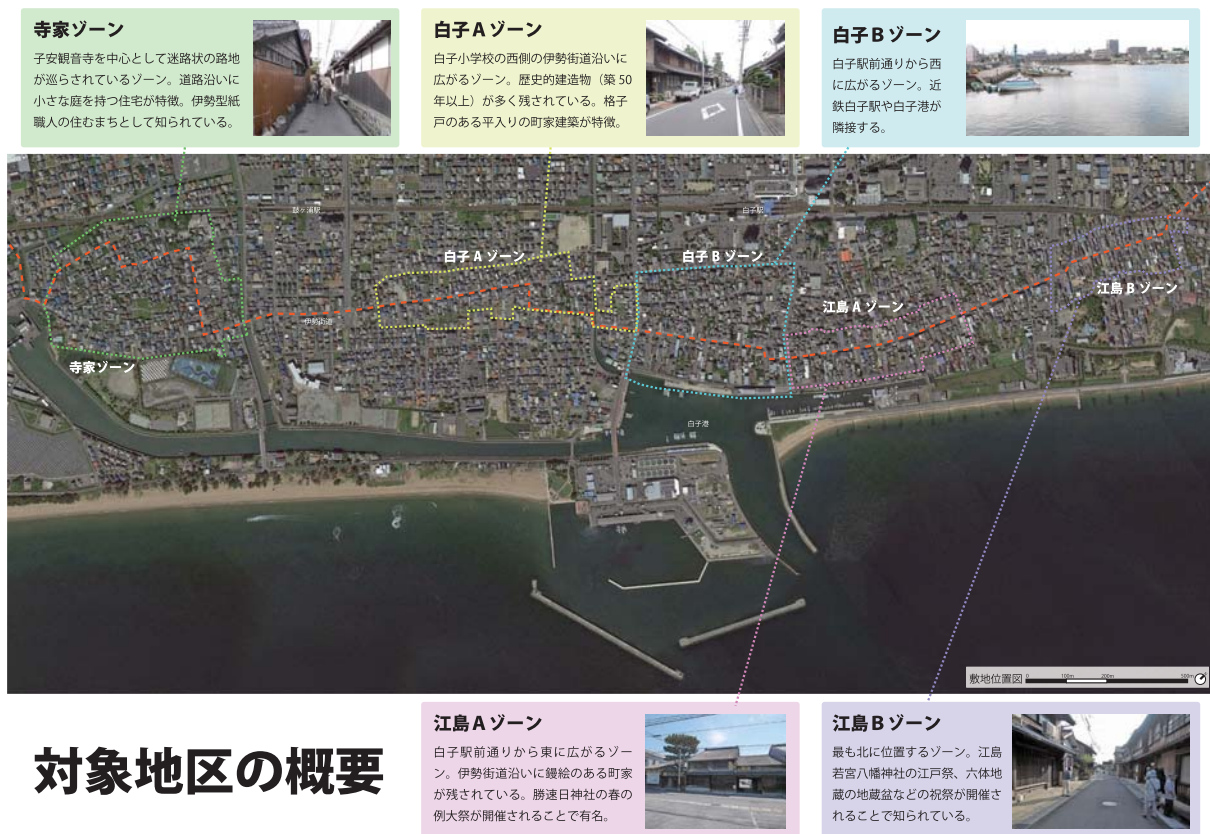 寺家ゾーン
子安観音寺を中心として迷路状の路地
が巡らされているゾーン。道路沿いに
小さな庭を持つ住宅が特徴。伊勢型紙
職人の住むまちとして知られている。
白子Aゾーン
白子小学校の西側の伊勢街道沿いに
広がるゾーン。歴史的建造物（築 50
年以上）が多く残されている。格子
戸のある平入りの町家建築が特徴。
白子Bゾーン
白子駅前通りから西
に広がるゾーン。近
鉄白子駅や白子港が
隣接する。
鼓ヶ浦駅
白子駅
白子 A ゾーン
白子 B ゾーン
江島 B ゾーン
江島 A ゾーン
伊勢街道
寺家ゾーン
白子港
敷地位置図
0 100m 200m 500m
対象地区の概要
江島Aゾーン
白子駅前通りから東に広がるゾー
ン。伊勢街道沿いに鏝絵のある町家
が残されている。勝速日神社の春の
例大祭が開催されることで有名。
江島Bゾーン
最も北に位置するゾーン。江島
若宮八幡神社の江戸祭、六体地
蔵の地蔵盆などの祝祭が開催さ
れることで知られている。